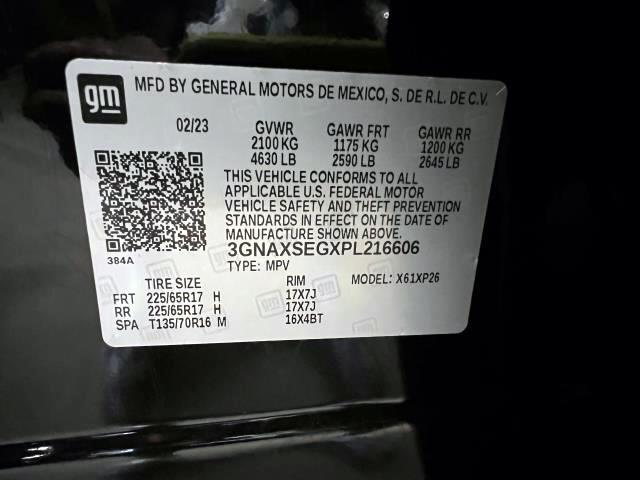 gm
MFD BY GENERAL MOTORS DE MEXICO, S. DE R.L. DE C.V.
02/23 GVWR GAWR FRT GAWR RR
2100 KG 1175 KG 1200 KG
4630 LB 2590 LB 2645 LB
THIS VEHICLE CONFORMS TO ALL
APPLICABLE U.S. FEDERAL MOTOR
VEHICLE SAFETY AND THEFT PREVENTION
STANDARDS IN EFFECT ON THE DATE OF
MANUFACTURE SHOWN ABOVE.
3GNAXSEGXPL216606
384A
TYPE: MPV
TIRE SIZE RIM MODEL: X61XP26
FRT 225/65R17 H 17X7J
RR 225/65R17 H 17X7J
SPA T135/70R16 M 16X4BT